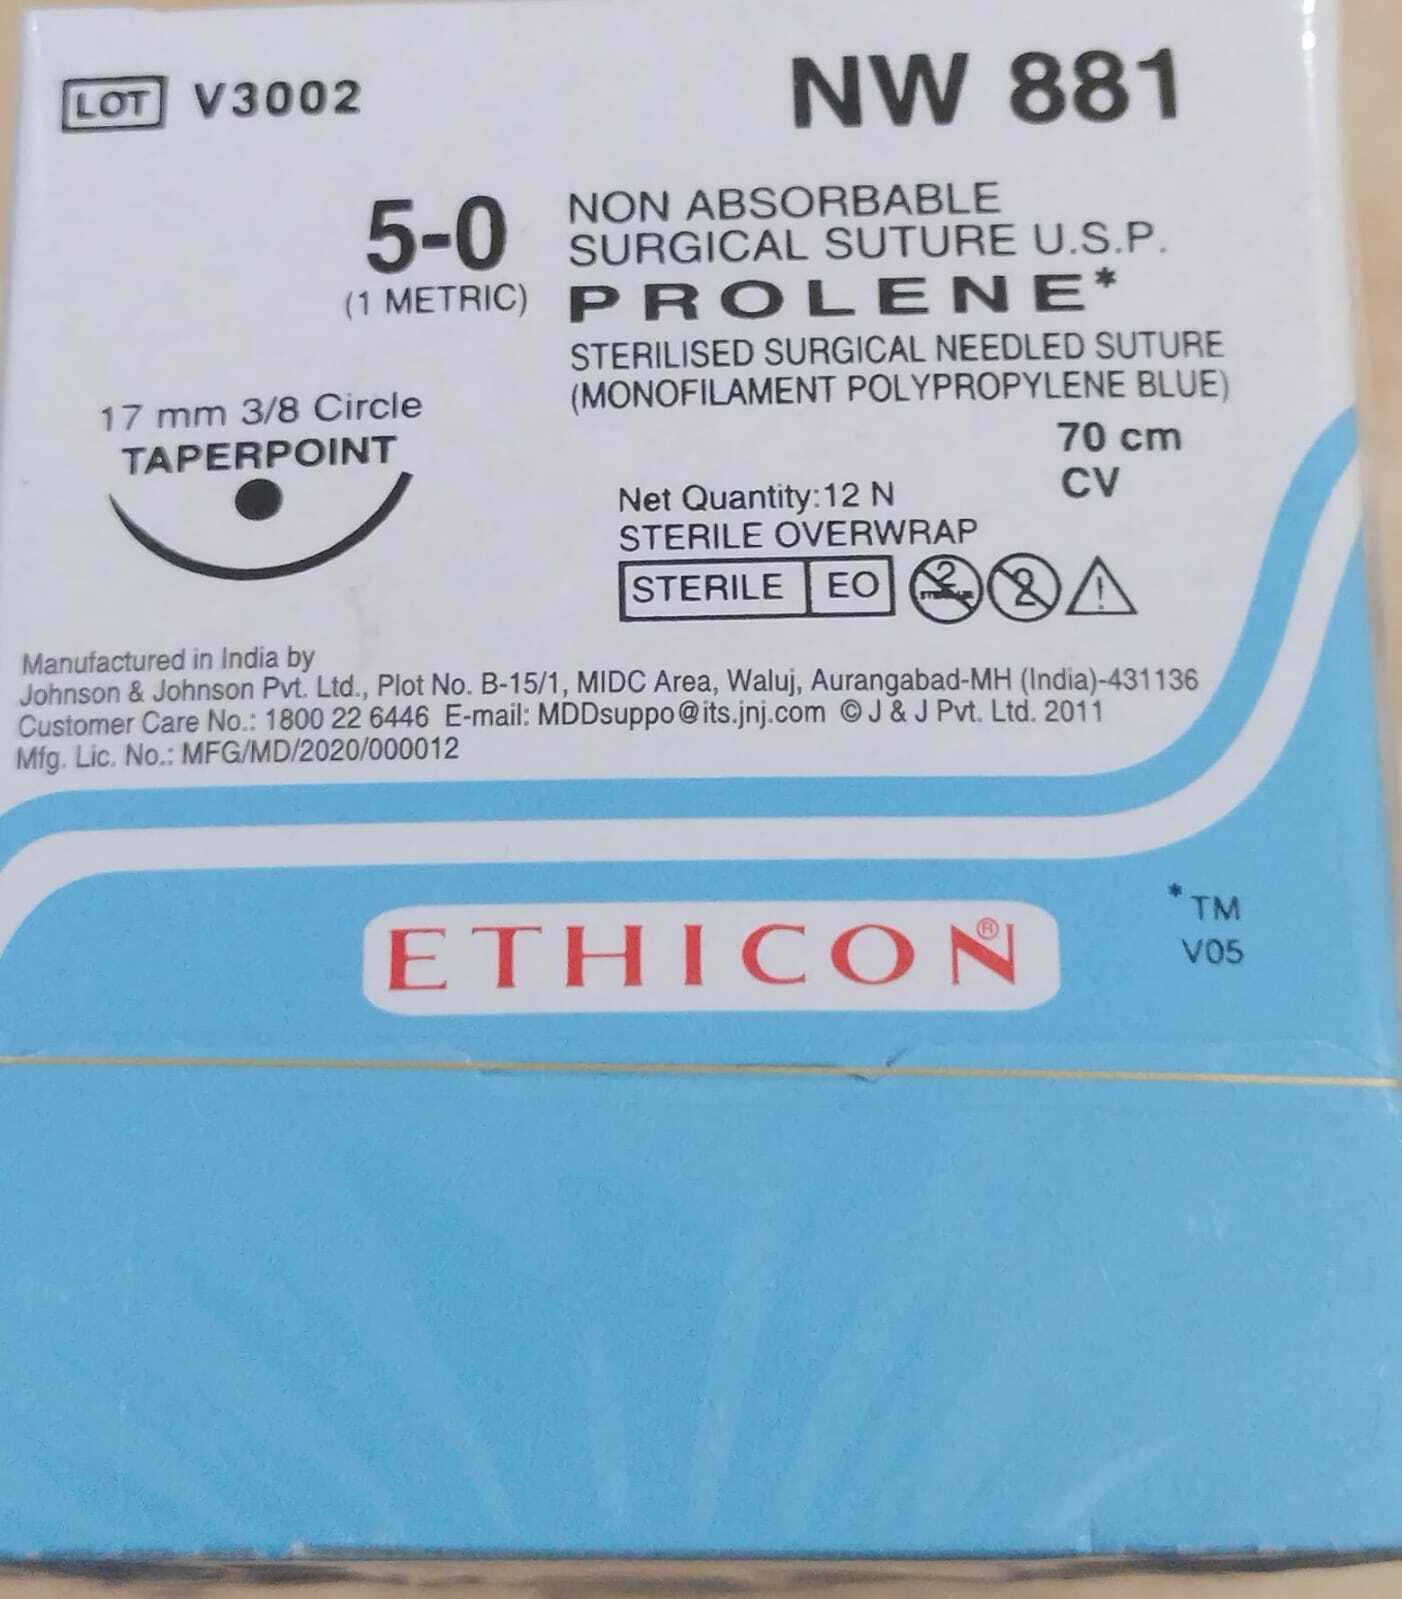 LOT V3002
NW 881
5-0
(1 METRIC)
NON ABSORBABLE
SURGICAL SUTURE U.S.P.
PROLENE*
STERILISED SURGICAL NEEDLED SUTURE
(MONOFILAMENT POLYPROPYLENE BLUE)
17 mm 3/8 Circle
TAPERPOINT
70 cm
CV
Net Quantity:12 N
STERILE OVERWRAP
STERILE EO
2
2
!
Manufactured in India by
Johnson & Johnson Pvt. Ltd., Plot No. B-15/1, MIDC Area, Waluj, Aurangabad-MH (India)-431136
Customer Care No.: 1800 22 6446 E-mail: MDDsuppo@its.jnj.com © J & J Pvt. Ltd. 2011
Mfg. Lic. No.: MFG/MD/2020/000012
ETHICON®
*TM
V05